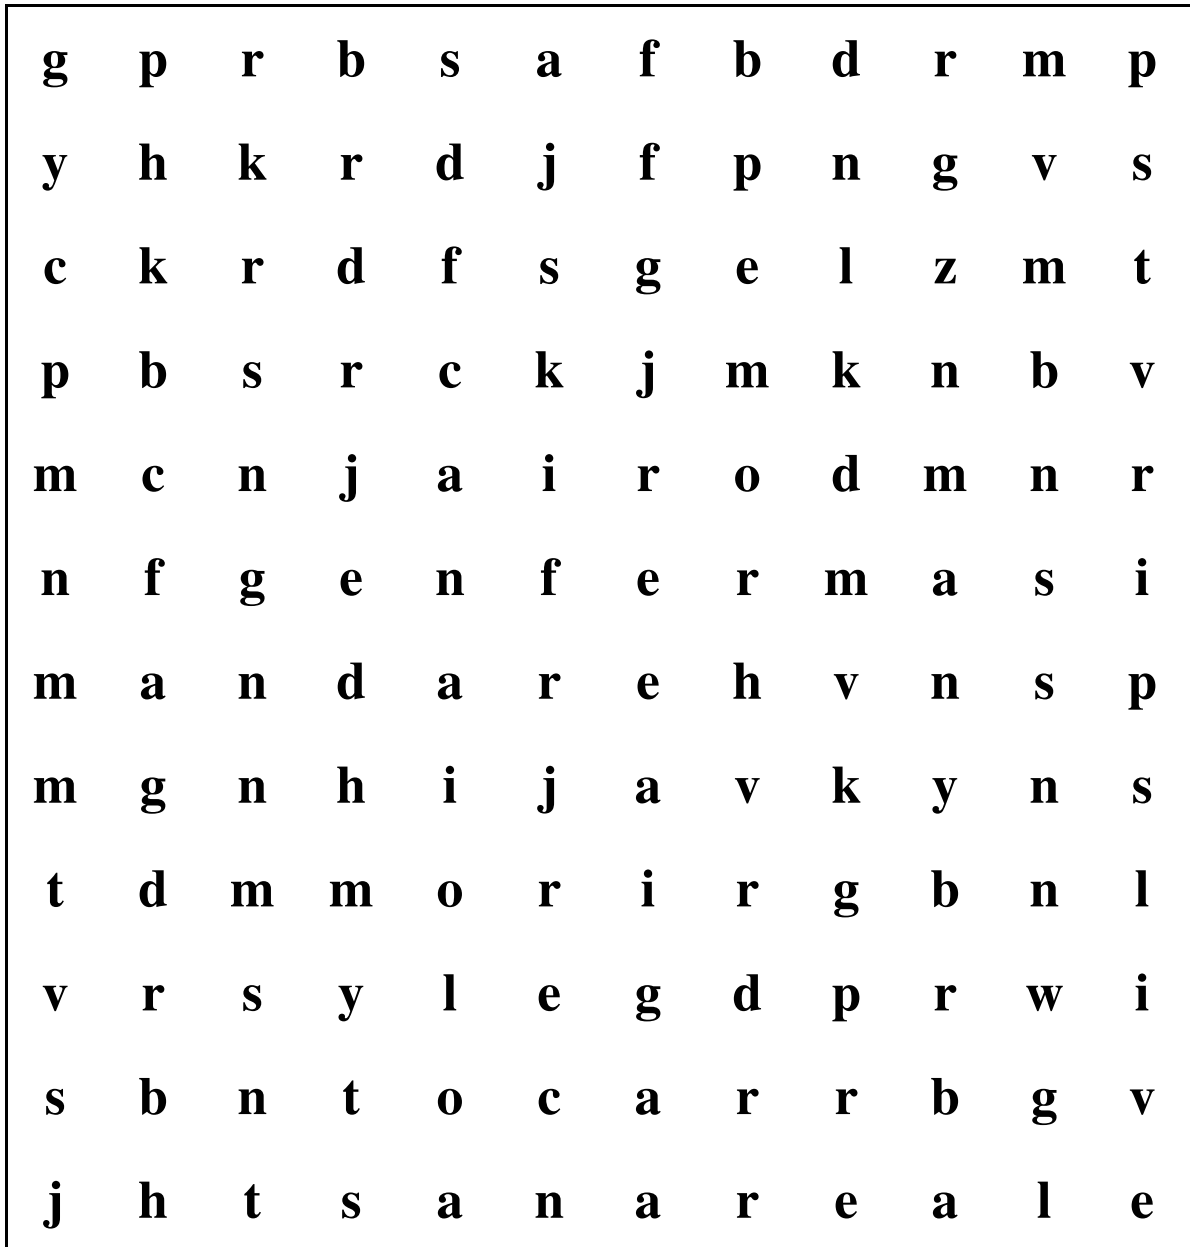 g p r b s a f b d r m p
y h k r d j f p n g v s
c k r d f s g e l z m t
p b s r c k j m k n b v
m c n j a i r o d m n r
n f g e n f e r m a s i
m a n d a r e h v n s p
m g n h i j a v k y n s
t d m m o r i r g b n l
v r s y l e g d p r w i
s b n t o c a r r b g v
j h t s a n a r e a l e